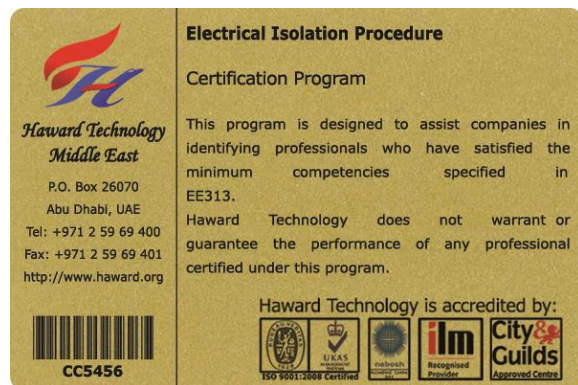 Haward Technology
Middle East
P.O. Box 26070
Abu Dhabi, UAE
Tel: +971 2 59 69 400
Fax: +971 2 59 69 401
http://www.haward.org
CC5456
Electrical Isolation Procedure
Certification Program
This program is designed to assist companies in
identifying professionals who have satisfied the
minimum competencies specified in
EE313.
Haward Technology does not warrant or
guarantee the performance of any professional
certified under this program.
Haward Technology is accredited by:
UKAS
MANAGEMENT
SYSTEMS
ISO 9001:2008 Certified
nebosh
ilm
Recognised
Provider
City&
Guilds
Approved Centre